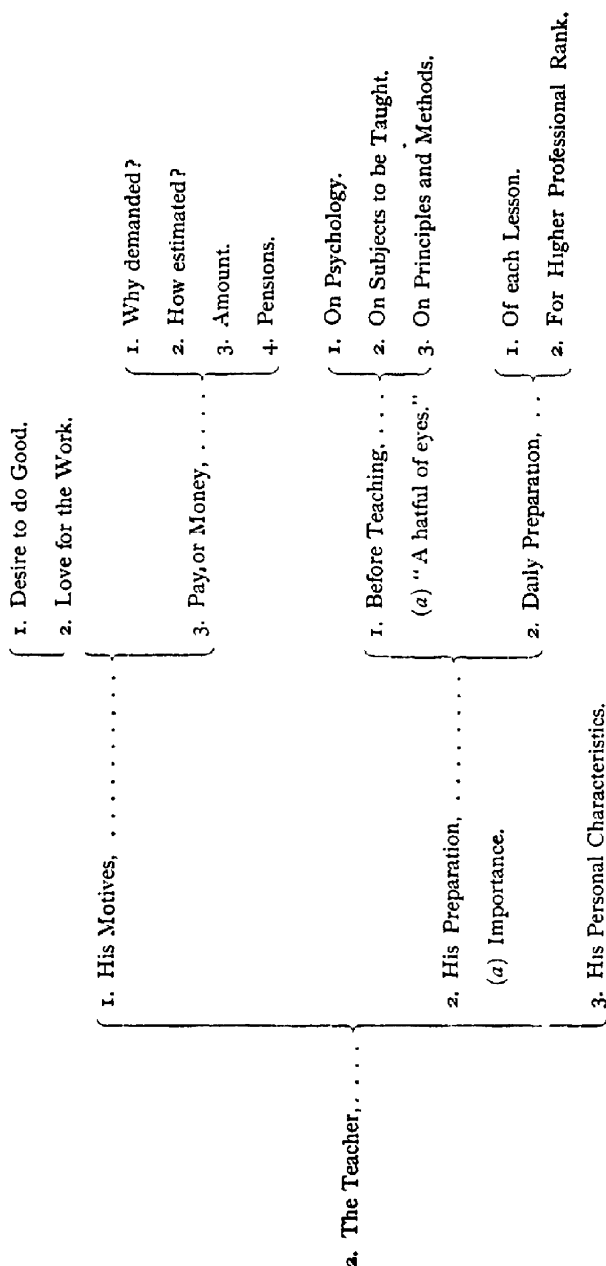 2. The Teacher, . . . .
1. His Motives, . . . . . . . . . . .
1. Desire to do Good.
2. Love for the Work.
3. Pay, or Money, . . . . .
1. Why demanded?
2. How estimated?
3. Amount.
4. Pensions.
2. His Preparation, . . . . . . . . .
(a) Importance.
1. Before Teaching, . . .
(a) "A hatful of eyes."
1. On Psychology.
2. On Subjects to be Taught.
3. On Principles and Methods.
2. Daily Preparation, . .
1. Of each Lesson.
2. For Higher Professional Rank.
3. His Personal Characteristics.